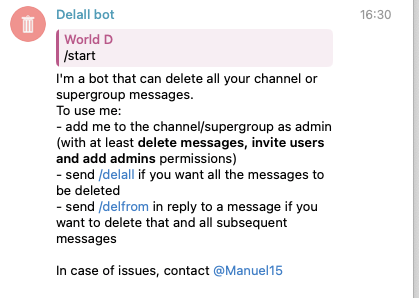 Delall bot 16:30
World D
/start
I'm a bot that can delete all your channel or
supergroup messages.
To use me:
- add me to the channel/supergroup as admin
(with at least delete messages, invite users
and add admins permissions)
- send /delall if you want all the messages to
be deleted
- send /delfrom in reply to a message if you
want to delete that and all subsequent
messages
In case of issues, contact @Manuel15